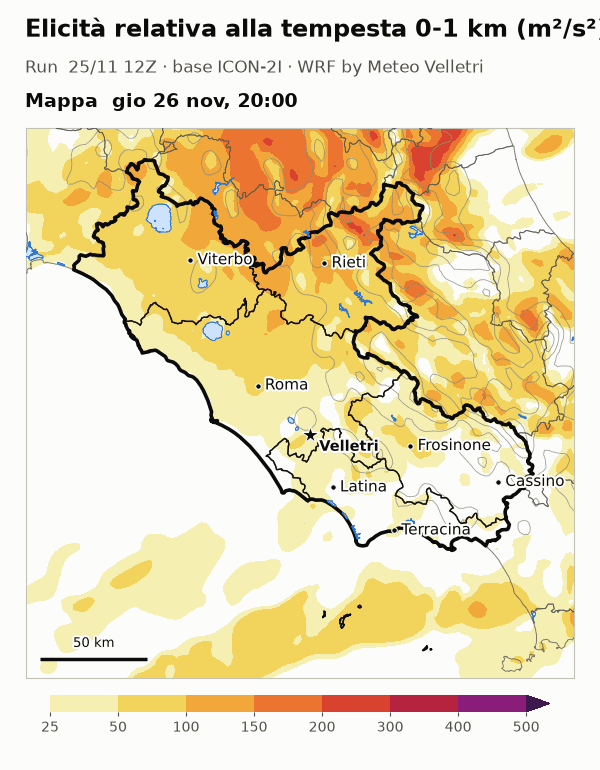 Elicità relativa alla tempesta 0-1 km (m²/s²)
Run 25/11 12Z · base ICON-2I · WRF by Meteo Velletri
Mappa gio 26 nov, 20:00
Viterbo
Rieti
Roma
Velletri
Frosinone
Latina
Cassino
Terracina
50 km
25 50 100 150 200 300 400 500